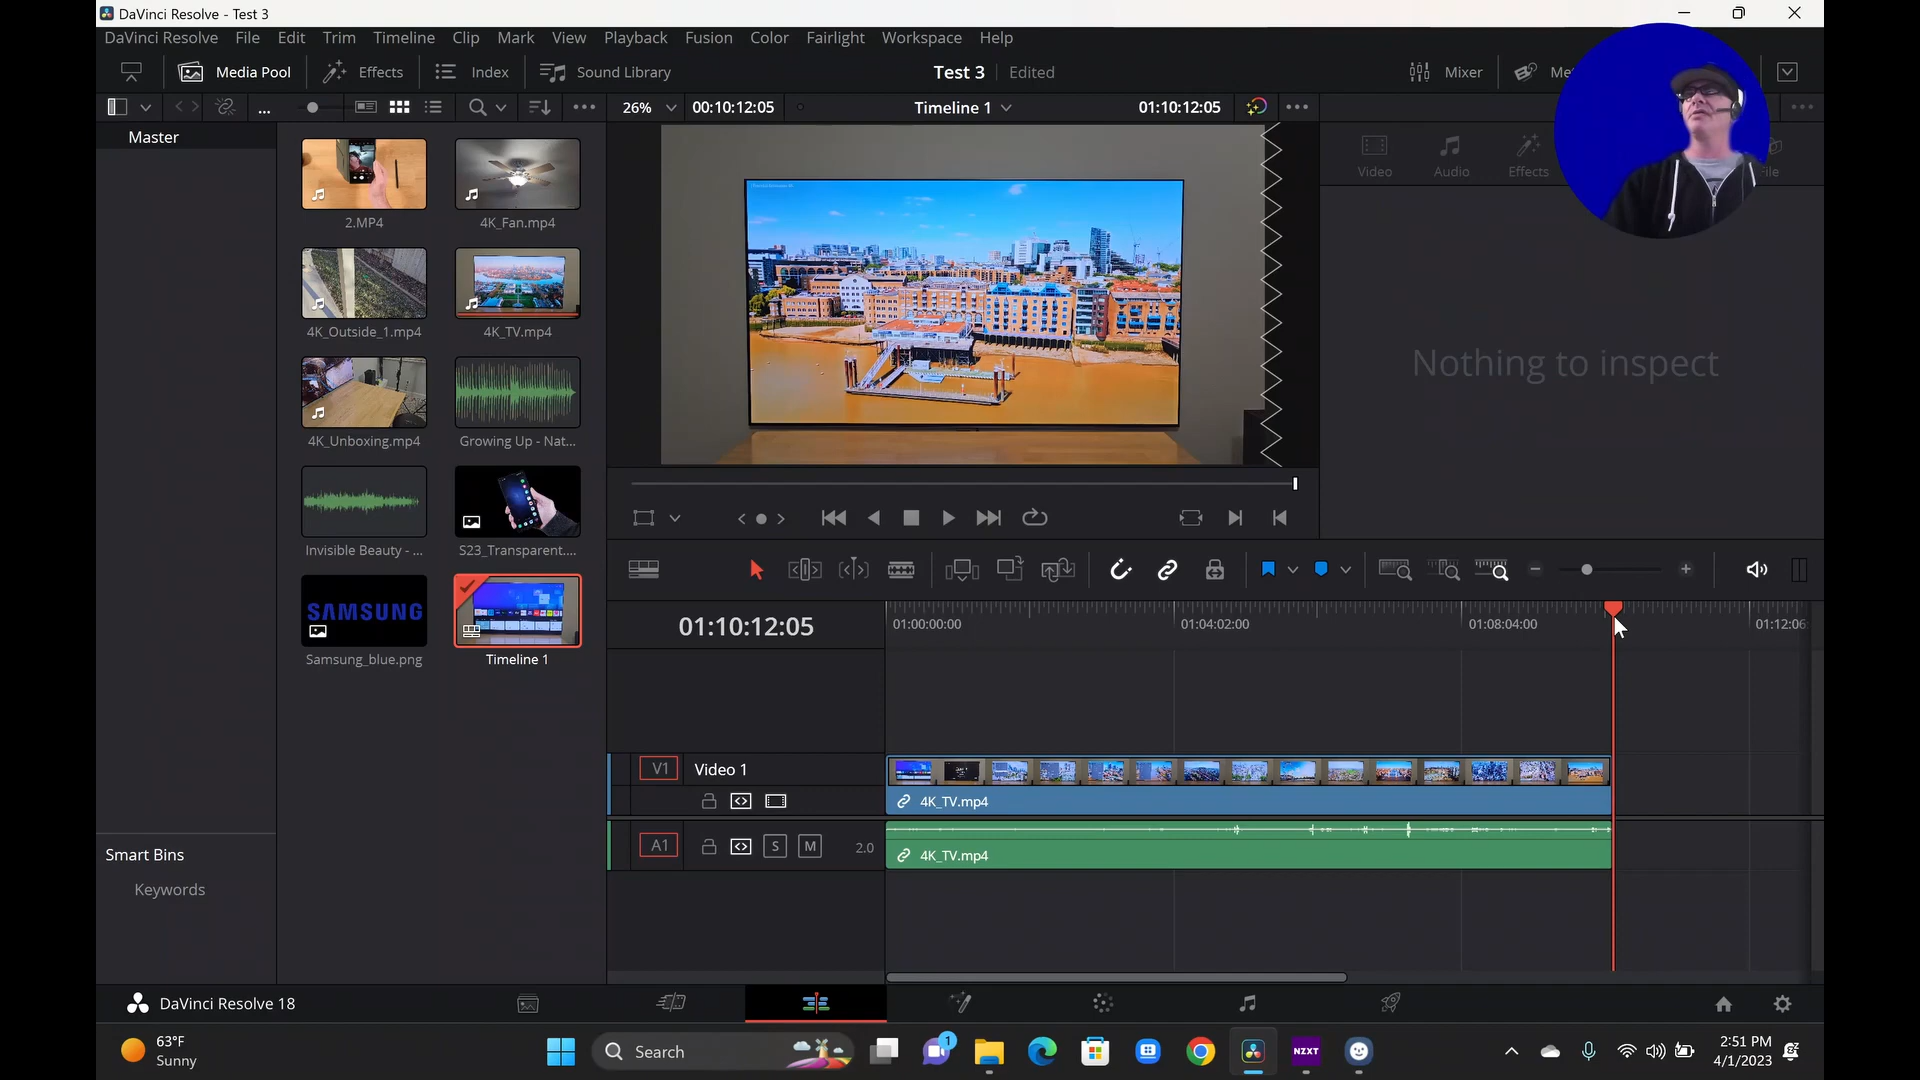 DaVinci Resolve - Test 3
DaVinci Resolve File Edit Trim Timeline Clip Mark View Playback Fusion Color Fairlight Workspace Help
Media Pool Effects Index Sound Library Test 3 Edited Mixer
... 26% 00:10:12:05 Timeline 1 01:10:12:05
Master
2.MP4 4K_Fan.mp4
4K_Outside_1.mp4 4K_TV.mp4
4K_Unboxing.mp4 Growing Up - Nat...
Invisible Beauty - ... S23_Transparent....
SAMSUNG
Samsung_blue.png Timeline 1
Video Audio Effects File
Nothing to inspect
01:10:12:05 01:00:00:00 01:04:02:00 01:08:04:00 01:12:06
V1 Video 1
4K_TV.mp4
A1 S M 2.0
4K_TV.mp4
Smart Bins
Keywords
DaVinci Resolve 18
63°F
Sunny
Search
1
NZXT
2:51 PM
4/1/2023